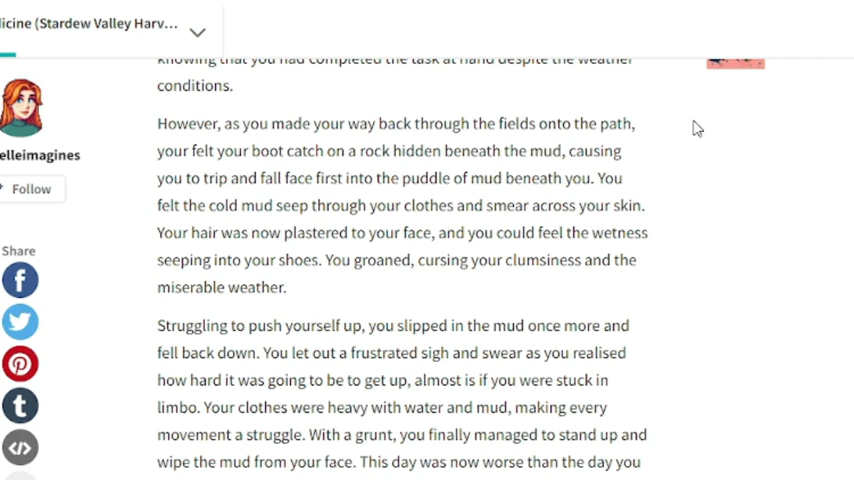 dicine (Stardew Valley Harv...
knowing that you had completed the task at hand despite the weather
conditions.
elleimagines
Follow
Share
However, as you made your way back through the fields onto the path,
your felt your boot catch on a rock hidden beneath the mud, causing
you to trip and fall face first into the puddle of mud beneath you. You
felt the cold mud seep through your clothes and smear across your skin.
Your hair was now plastered to your face, and you could feel the wetness
seeping into your shoes. You groaned, cursing your clumsiness and the
miserable weather.
Struggling to push yourself up, you slipped in the mud once more and
fell back down. You let out a frustrated sigh and swear as you realised
how hard it was going to be to get up, almost is if you were stuck in
limbo. Your clothes were heavy with water and mud, making every
movement a struggle. With a grunt, you finally managed to stand up and
wipe the mud from your face. This day was now worse than the day you